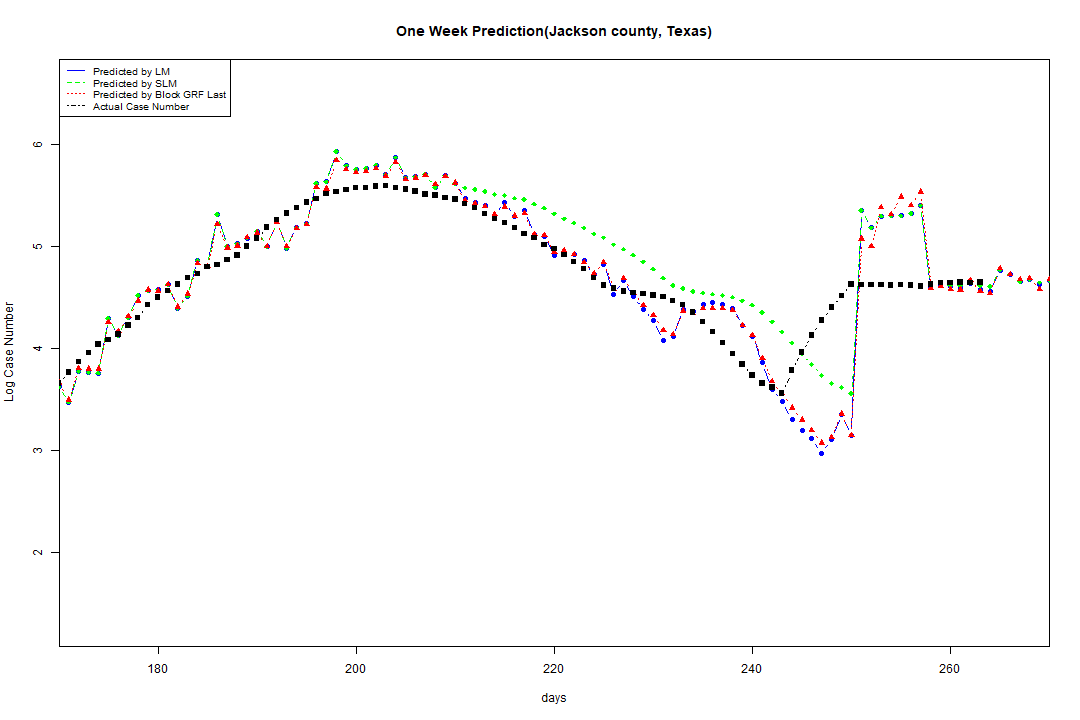 One Week Prediction(Jackson county, Texas)
Predicted by LM
Predicted by SLM
Predicted by Block GRF Last
Actual Case Number
6
5
4
3
2
Log Case Number
180 200 220 240 260
days